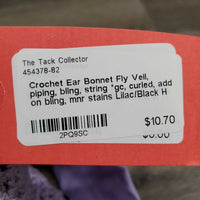 The Tack Collector
454378-82
Crochet Ear Bonnet Fly Veil,
piping, bling, string *gc, curled, add
on bling, mnr stains Lilac/Black H
$10.70
2PQ9SC